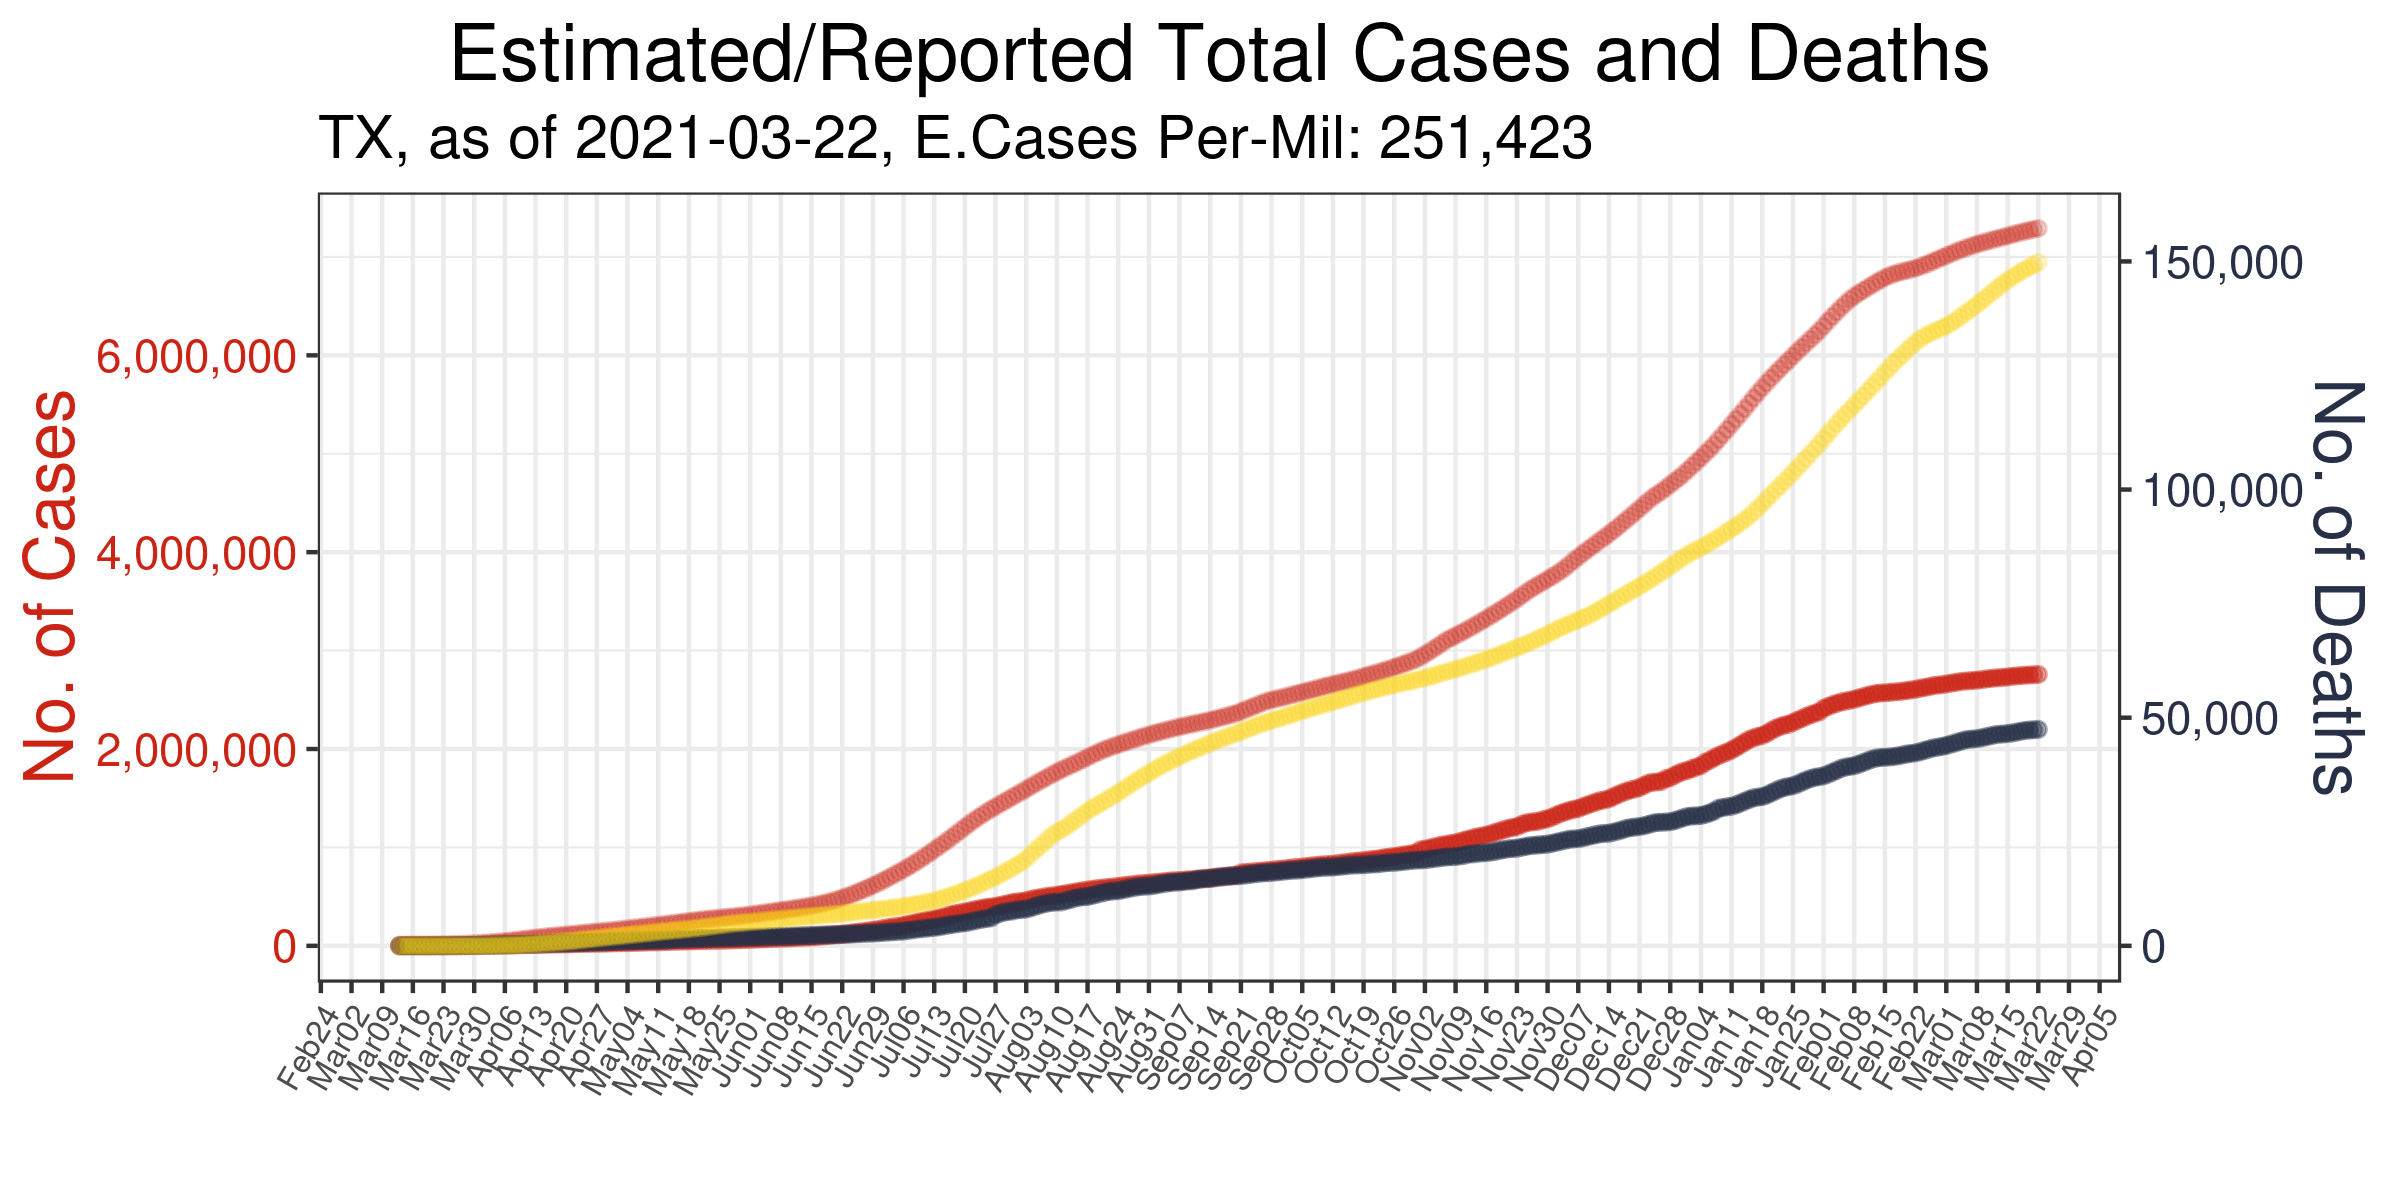 Estimated/Reported Total Cases and Deaths
TX, as of 2021-03-22, E.Cases Per-Mil: 251,423
No. of Cases
6,000,000
4,000,000
2,000,000
0
150,000
100,000
50,000
0
No. of Deaths
Feb24
Mar02
Mar09
Mar16
Mar23
Mar30
Apr06
Apr13
Apr20
Apr27
May04
May11
May18
May25
Jun01
Jun08
Jun15
Jun22
Jun29
Jul06
Jul13
Jul20
Jul27
Aug03
Aug10
Aug17
Aug24
Aug31
Sep07
Sep14
Sep21
Sep28
Oct05
Oct12
Oct19
Oct26
Nov02
Nov09
Nov16
Nov23
Nov30
Dec07
Dec14
Dec21
Dec28
Jan04
Jan11
Jan18
Jan25
Feb01
Feb08
Feb15
Feb22
Mar01
Mar08
Mar15
Mar22
Mar29
Apr05